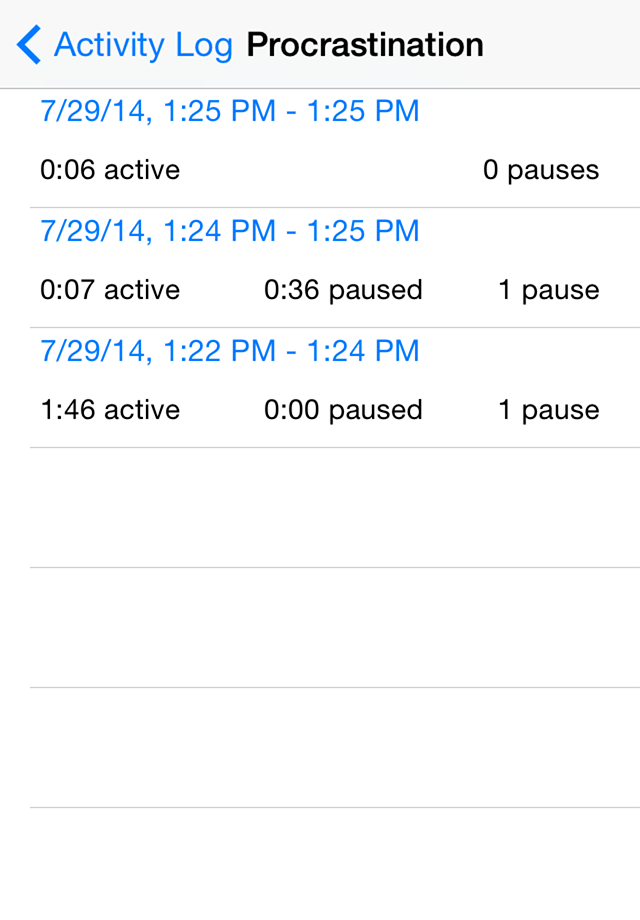 Activity Log Procrastination
7/29/14, 1:25 PM - 1:25 PM
0:06 active 0 pauses
7/29/14, 1:24 PM - 1:25 PM
0:07 active 0:36 paused 1 pause
7/29/14, 1:22 PM - 1:24 PM
1:46 active 0:00 paused 1 pause